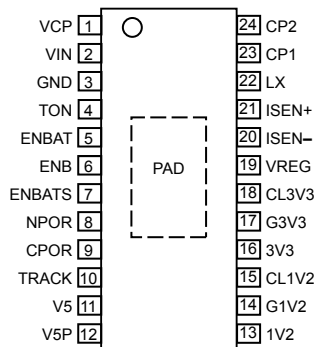 VCP 1 24 CP2
VIN 2 23 CP1
GND 3 22 LX
TON 4 21 ISEN+
ENBAT 5 20 ISEN–
ENB 6 PAD 19 VREG
ENBATS 7 18 CL3V3
NPOR 8 17 G3V3
CPOR 9 16 3V3
TRACK 10 15 CL1V2
V5 11 14 G1V2
V5P 12 13 1V2